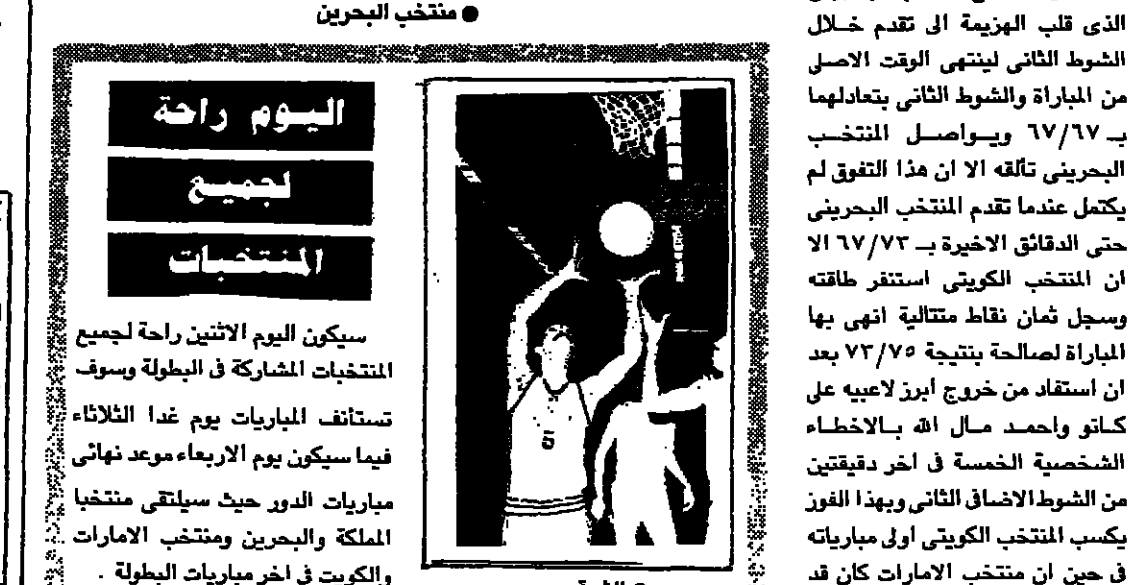 الذى قلب الهزيمة الى تقدم خلال
الشوط الثانى لينتهى الوقت الاصلى
من المباراة والشوط الثانى بتعادلهما
بـ ٦٧/٦٧ ويواصل المنتخب
البحرينى تألقه الا ان هذا التفوق لم
يكتمل عندما تقدم المنتخب البحرينى
حتى الدقائق الاخيرة بـ ٦٧/٧٣ الا
ان المنتخب الكويتى استنفر طاقته
وسجل ثمان نقاط متتالية انهى بها
المباراة لصالحة بنتيجة ٧٣/٧٥ بعد
ان استفاد من خروج ابرز لاعبيه على
كانو واحمد مال الله بالاخطاء
الشخصية الخمسة فى اخر دقيقتين
من الشوط الاضافى الثانى وبهذا الفوز
يكسب المنتخب الكويتى اولى مبارياته
فى حين ان منتخب الامارات كان قد
● منتخب البحرين
اليوم راحة
لجميع
المنتخبات
سيكون اليوم الاثنين راحة لجميع
المنتخبات المشاركة فى البطولة وسوف
تستأنف المباريات يوم غدا الثلاثاء
فيما سيكون يوم الاربعاء موعد نهائى
مباريات الدور حيث سيلتقى منتخبا
المملكة والبحرين ومنتخب الامارات
والكويت فى اخر مباريات البطولة .